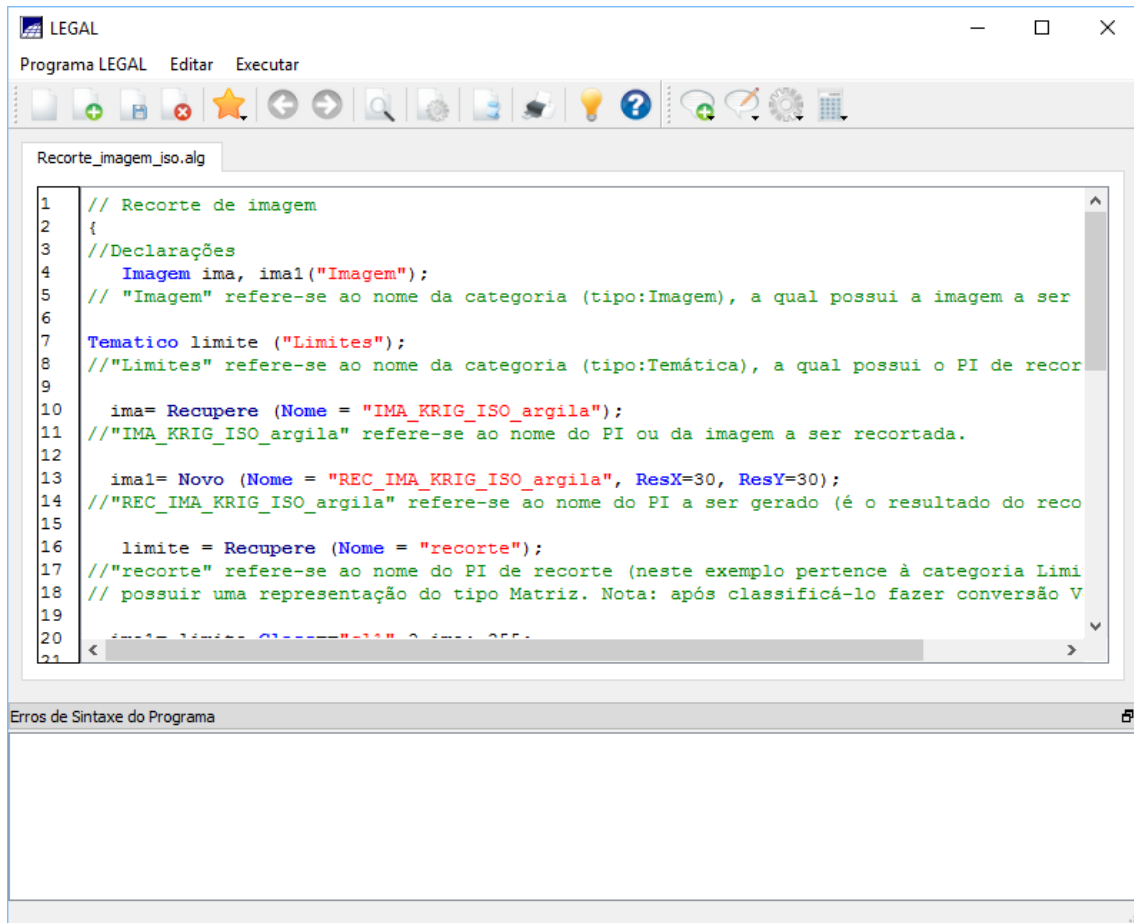 LEGAL
Programa LEGAL Editar Executar
Recorte_imagem_iso.alg
1 // Recorte de imagem
2 {
3 //Declarações
4 Imagem ima, ima1("Imagem");
5 // "Imagem" refere-se ao nome da categoria (tipo:Imagem), a qual possui a imagem a ser
6
7 Tematico limite ("Limites");
8 //"Limites" refere-se ao nome da categoria (tipo:Temática), a qual possui o PI de recor
9
10 ima= Recupere (Nome = "IMA_KRIG_ISO_argila");
11 //"IMA_KRIG_ISO_argila" refere-se ao nome do PI ou da imagem a ser recortada.
12
13 ima1= Novo (Nome = "REC_IMA_KRIG_ISO_argila", ResX=30, ResY=30);
14 //"REC_IMA_KRIG_ISO_argila" refere-se ao nome do PI a ser gerado (é o resultado do reco
15
16 limite = Recupere (Nome = "recorte");
17 //"recorte" refere-se ao nome do PI de recorte (neste exemplo pertence à categoria Limi
18 // possuir uma representação do tipo Matriz. Nota: após classificá-lo fazer conversão V
19
20
21
Erros de Sintaxe do Programa